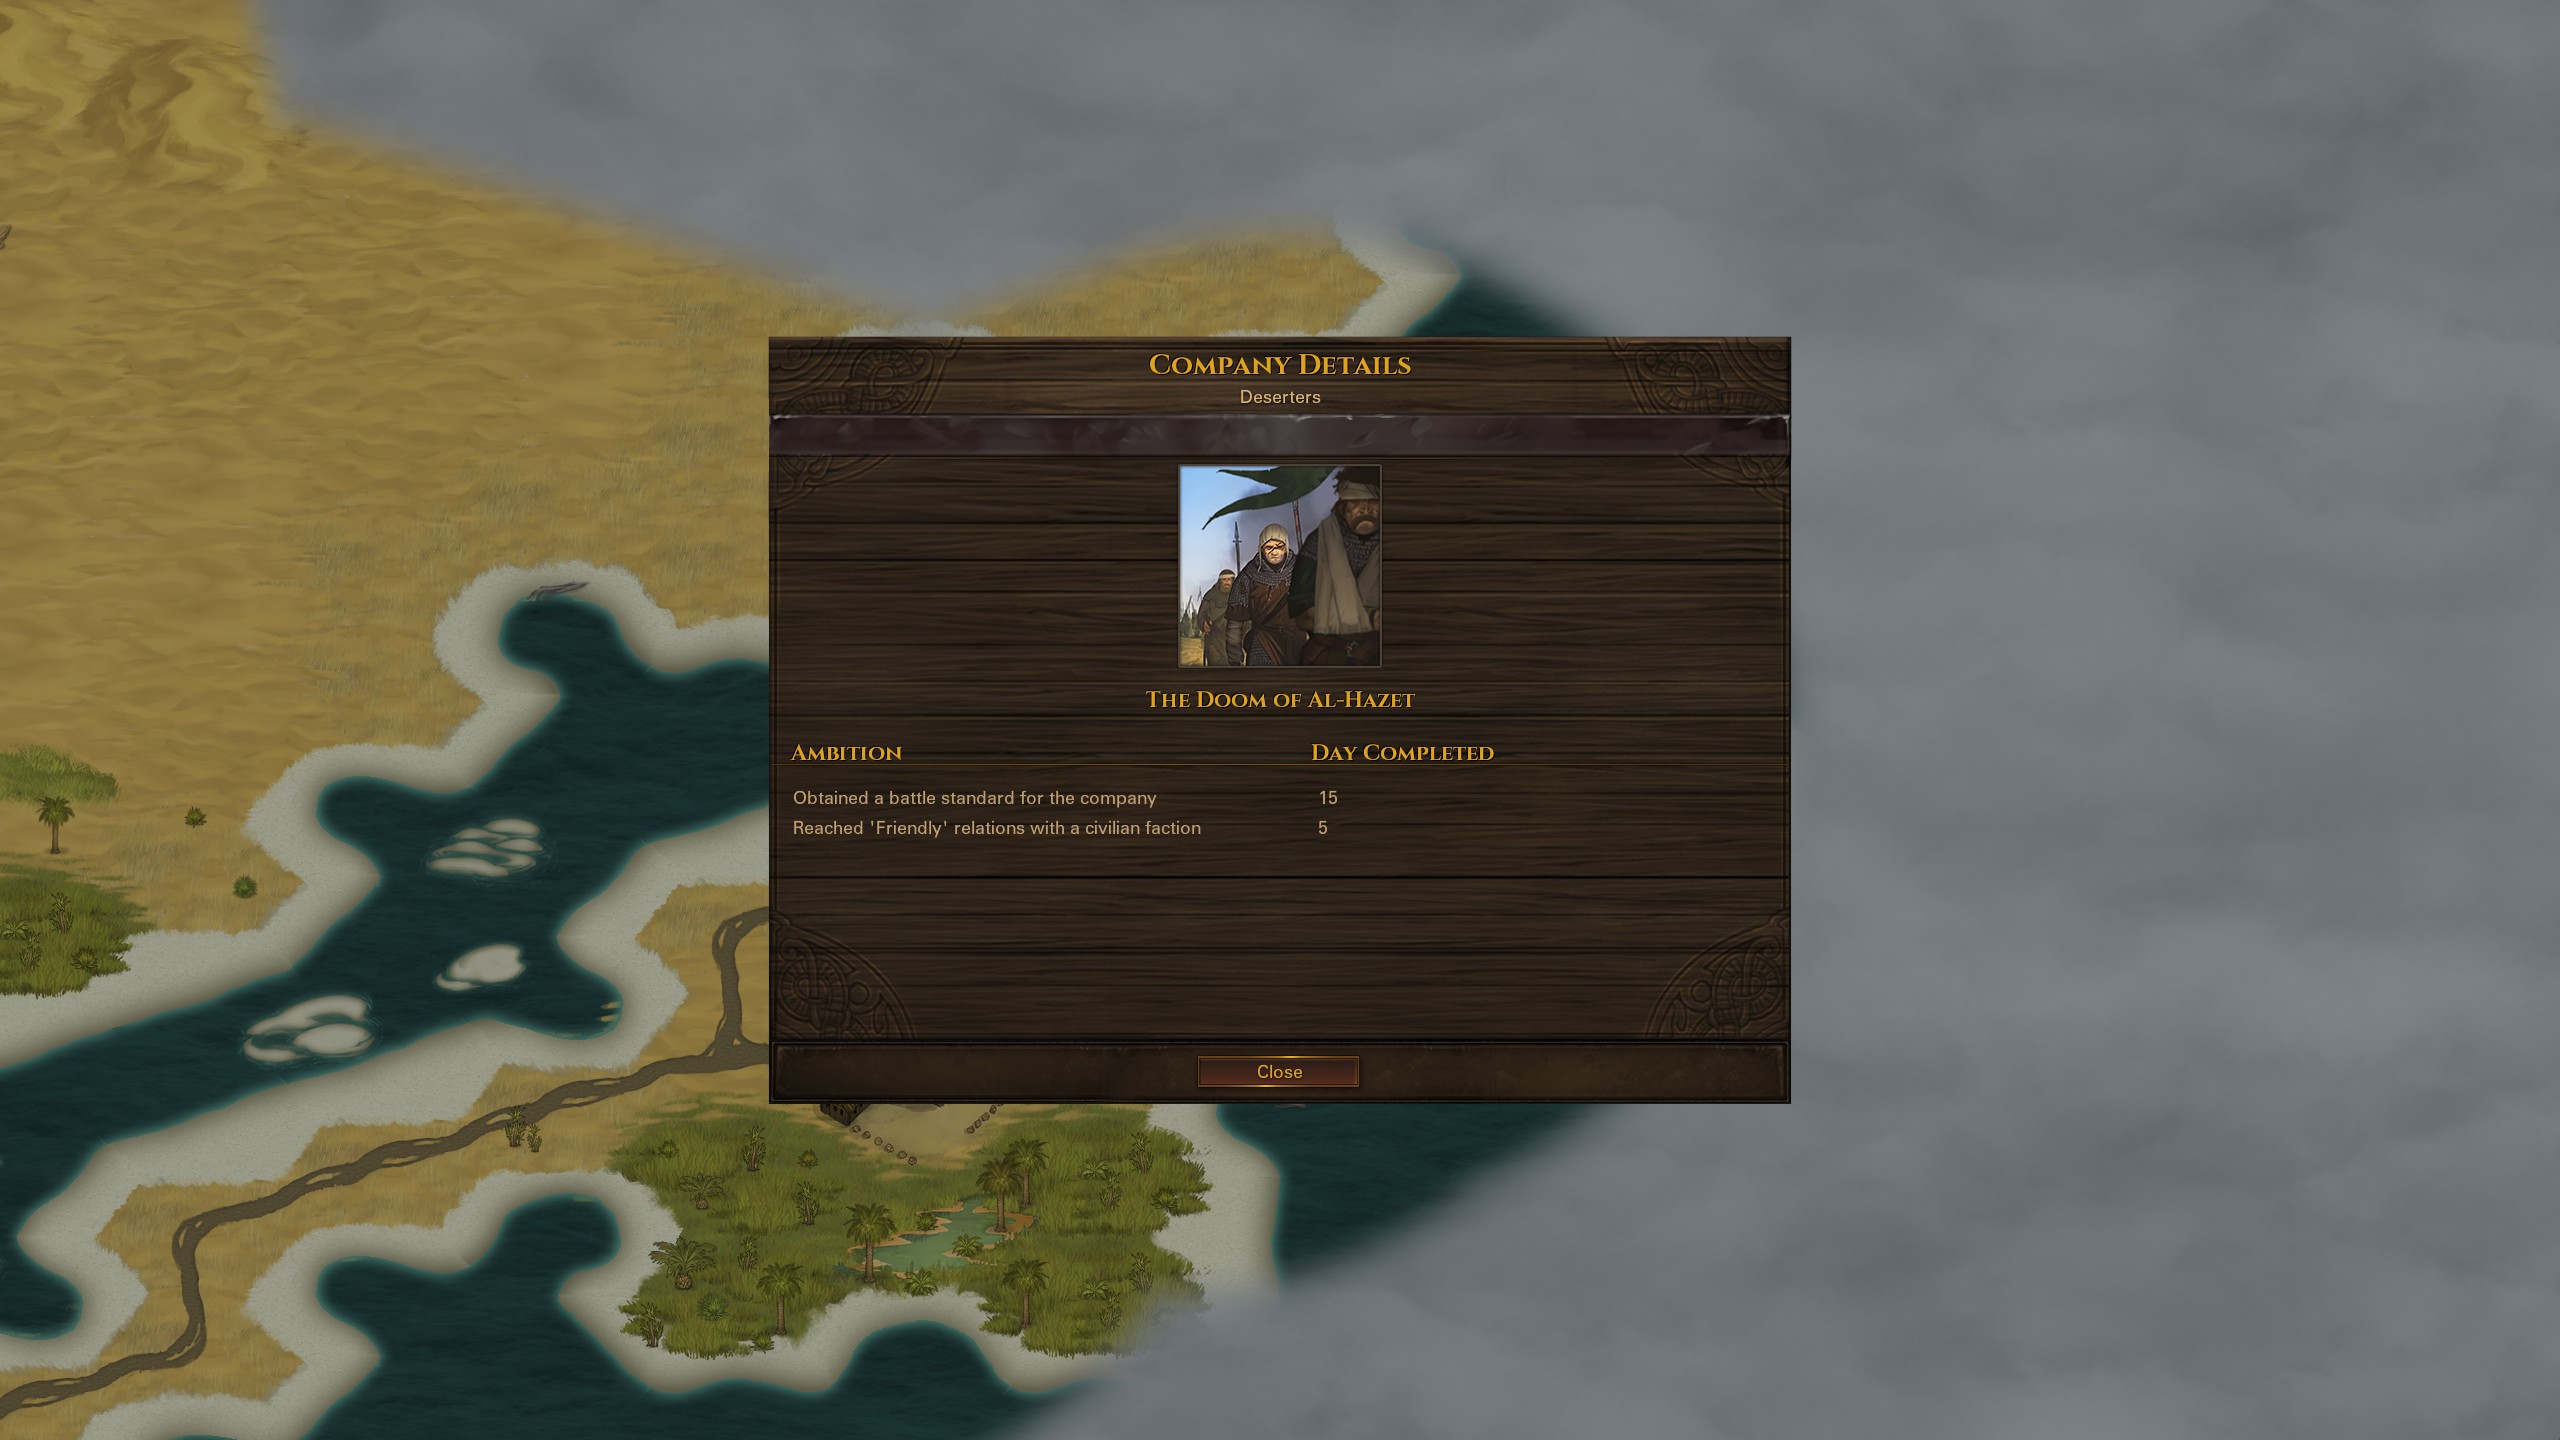 Company Details
Deserters
The Doom of Al-Hazet
Ambition Day Completed
Obtained a battle standard for the company 15
Reached 'Friendly' relations with a civilian faction 5
Close